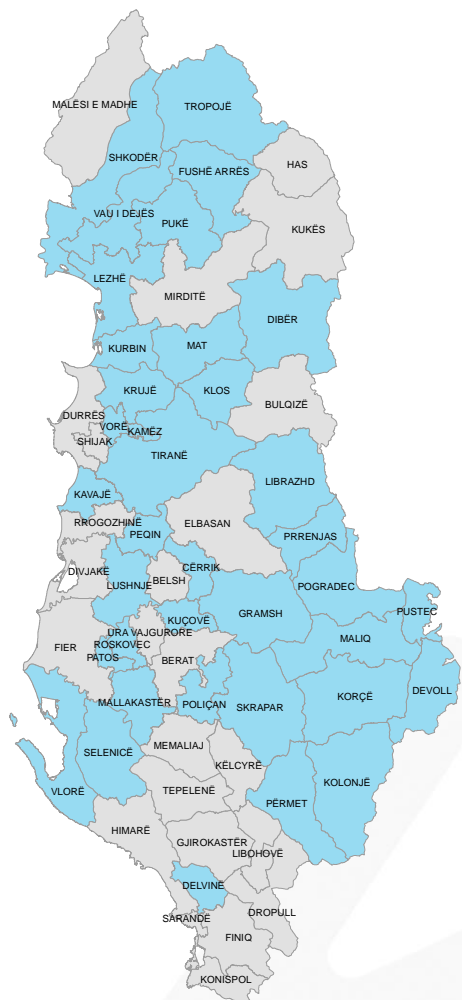 MALËSI E MADHE
TROPOJË
SHKODËR
HAS
FUSHË ARRËS
VAU I DEJËS
PUKË
KUKËS
LEZHË
MIRDITË
DIBËR
KURBIN
MAT
KRUJË
KLOS
BULQIZË
DURRËS
VORË
KAMËZ
SHIJAK
TIRANË
LIBRAZHD
KAVAJË
RROGOZHINË
ELBASAN
PEQIN
PRRENJAS
CËRRIK
DIVJAKË
LUSHNJE
BELSH
POGRADEC
GRAMSH
PUSTEC
KUÇOVË
URA VAJGURORE
MALIQ
FIER
ROSKOVEC
PATOS
BERAT
KORÇË
DEVOLL
MALLAKASTËR
POLIÇAN
SKRAPAR
MEMALIAJ
SELENICË
KËLCYRË
KOLONJË
VLORË
TEPELENË
PËRMET
HIMARË
GJIROKASTËR
LIBOHOVË
DELVINË
SARANDË
DROPULL
FINIQ
KONISPOL